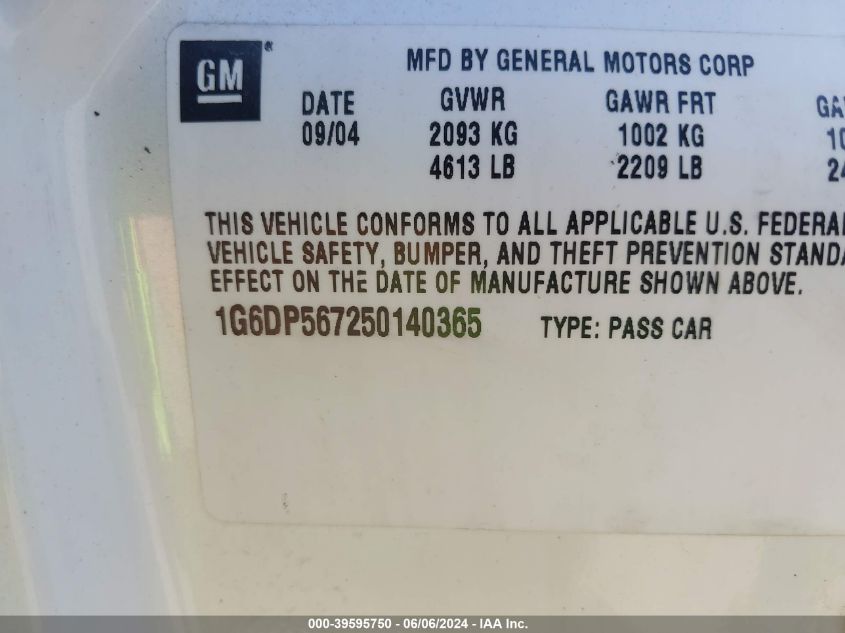 GM
MFD BY GENERAL MOTORS CORP
DATE GVWR GAWR FRT
09/04 2093 KG 1002 KG 10
4613 LB 2209 LB 24
THIS VEHICLE CONFORMS TO ALL APPLICABLE U.S. FEDERAL
VEHICLE SAFETY, BUMPER, AND THEFT PREVENTION STANDA
EFFECT ON THE DATE OF MANUFACTURE SHOWN ABOVE.
1G6DP567250140365 TYPE: PASS CAR
000-39595750 - 06/06/2024 - IAA Inc.